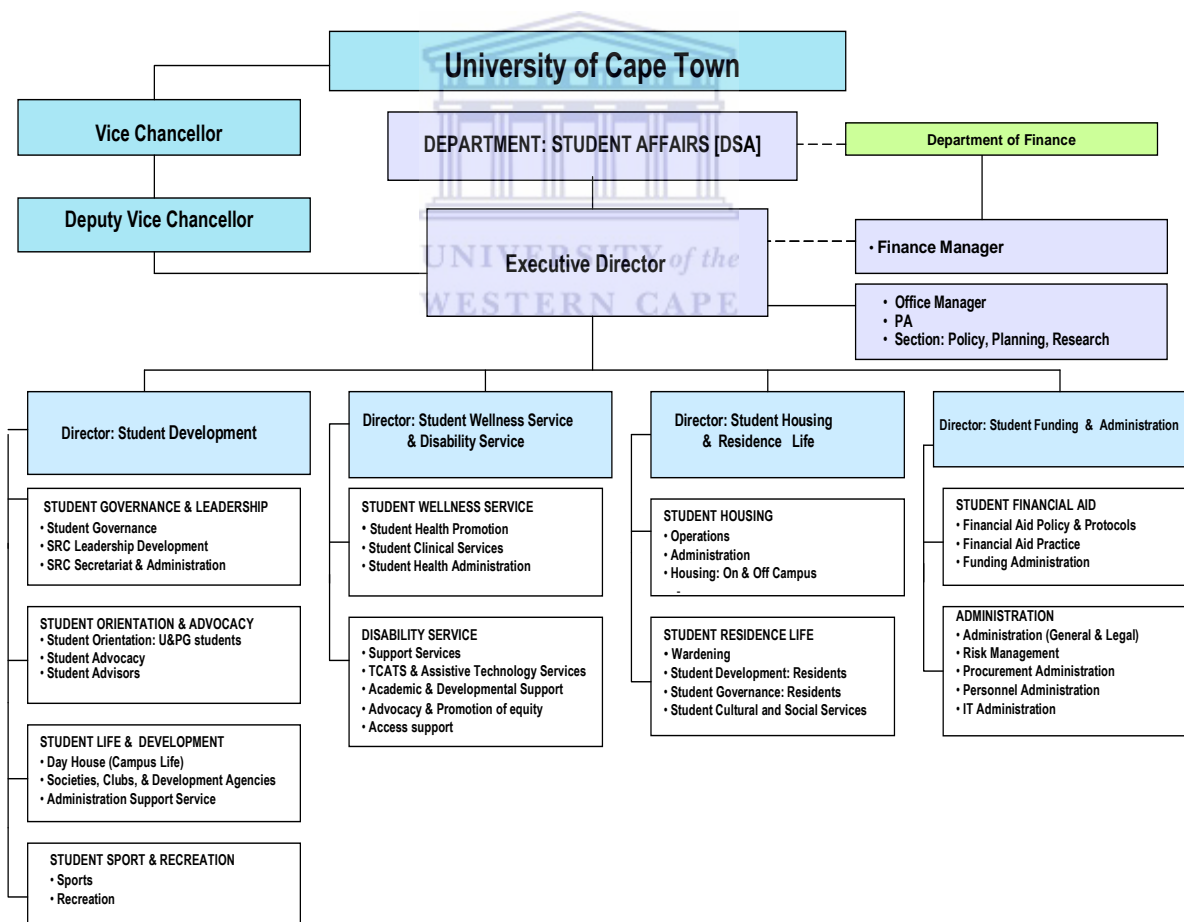 University of Cape Town
Vice Chancellor
DEPARTMENT: STUDENT AFFAIRS [DSA]
Department of Finance
Deputy Vice Chancellor
UNIVERSITY of the
WESTERN CAPE
Executive Director
• Finance Manager
• Office Manager
• PA
• Section: Policy, Planning, Research
Director: Student Development
STUDENT GOVERNANCE & LEADERSHIP
• Student Governance
• SRC Leadership Development
• SRC Secretariat & Administration
STUDENT ORIENTATION & ADVOCACY
• Student Orientation: U&PG students
• Student Advocacy
• Student Advisors
STUDENT LIFE & DEVELOPMENT
• Day House (Campus Life)
• Societies, Clubs, & Development Agencies
• Administration Support Service
STUDENT SPORT & RECREATION
• Sports
• Recreation
Director: Student Wellness Service
& Disability Service
STUDENT WELLNESS SERVICE
• Student Health Promotion
• Student Clinical Services
• Student Health Administration
DISABILITY SERVICE
• Support Services
• TCATS & Assistive Technology Services
• Academic & Developmental Support
• Advocacy & Promotion of equity
• Access support
Director: Student Housing
& Residence Life
STUDENT HOUSING
• Operations
• Administration
• Housing: On & Off Campus
-
STUDENT RESIDENCE LIFE
• Wardening
• Student Development: Residents
• Student Governance: Residents
• Student Cultural and Social Services
Director: Student Funding & Administration
STUDENT FINANCIAL AID
• Financial Aid Policy & Protocols
• Financial Aid Practice
• Funding Administration
ADMINISTRATION
• Administration (General & Legal)
• Risk Management
• Procurement Administration
• Personnel Administration
• IT Administration